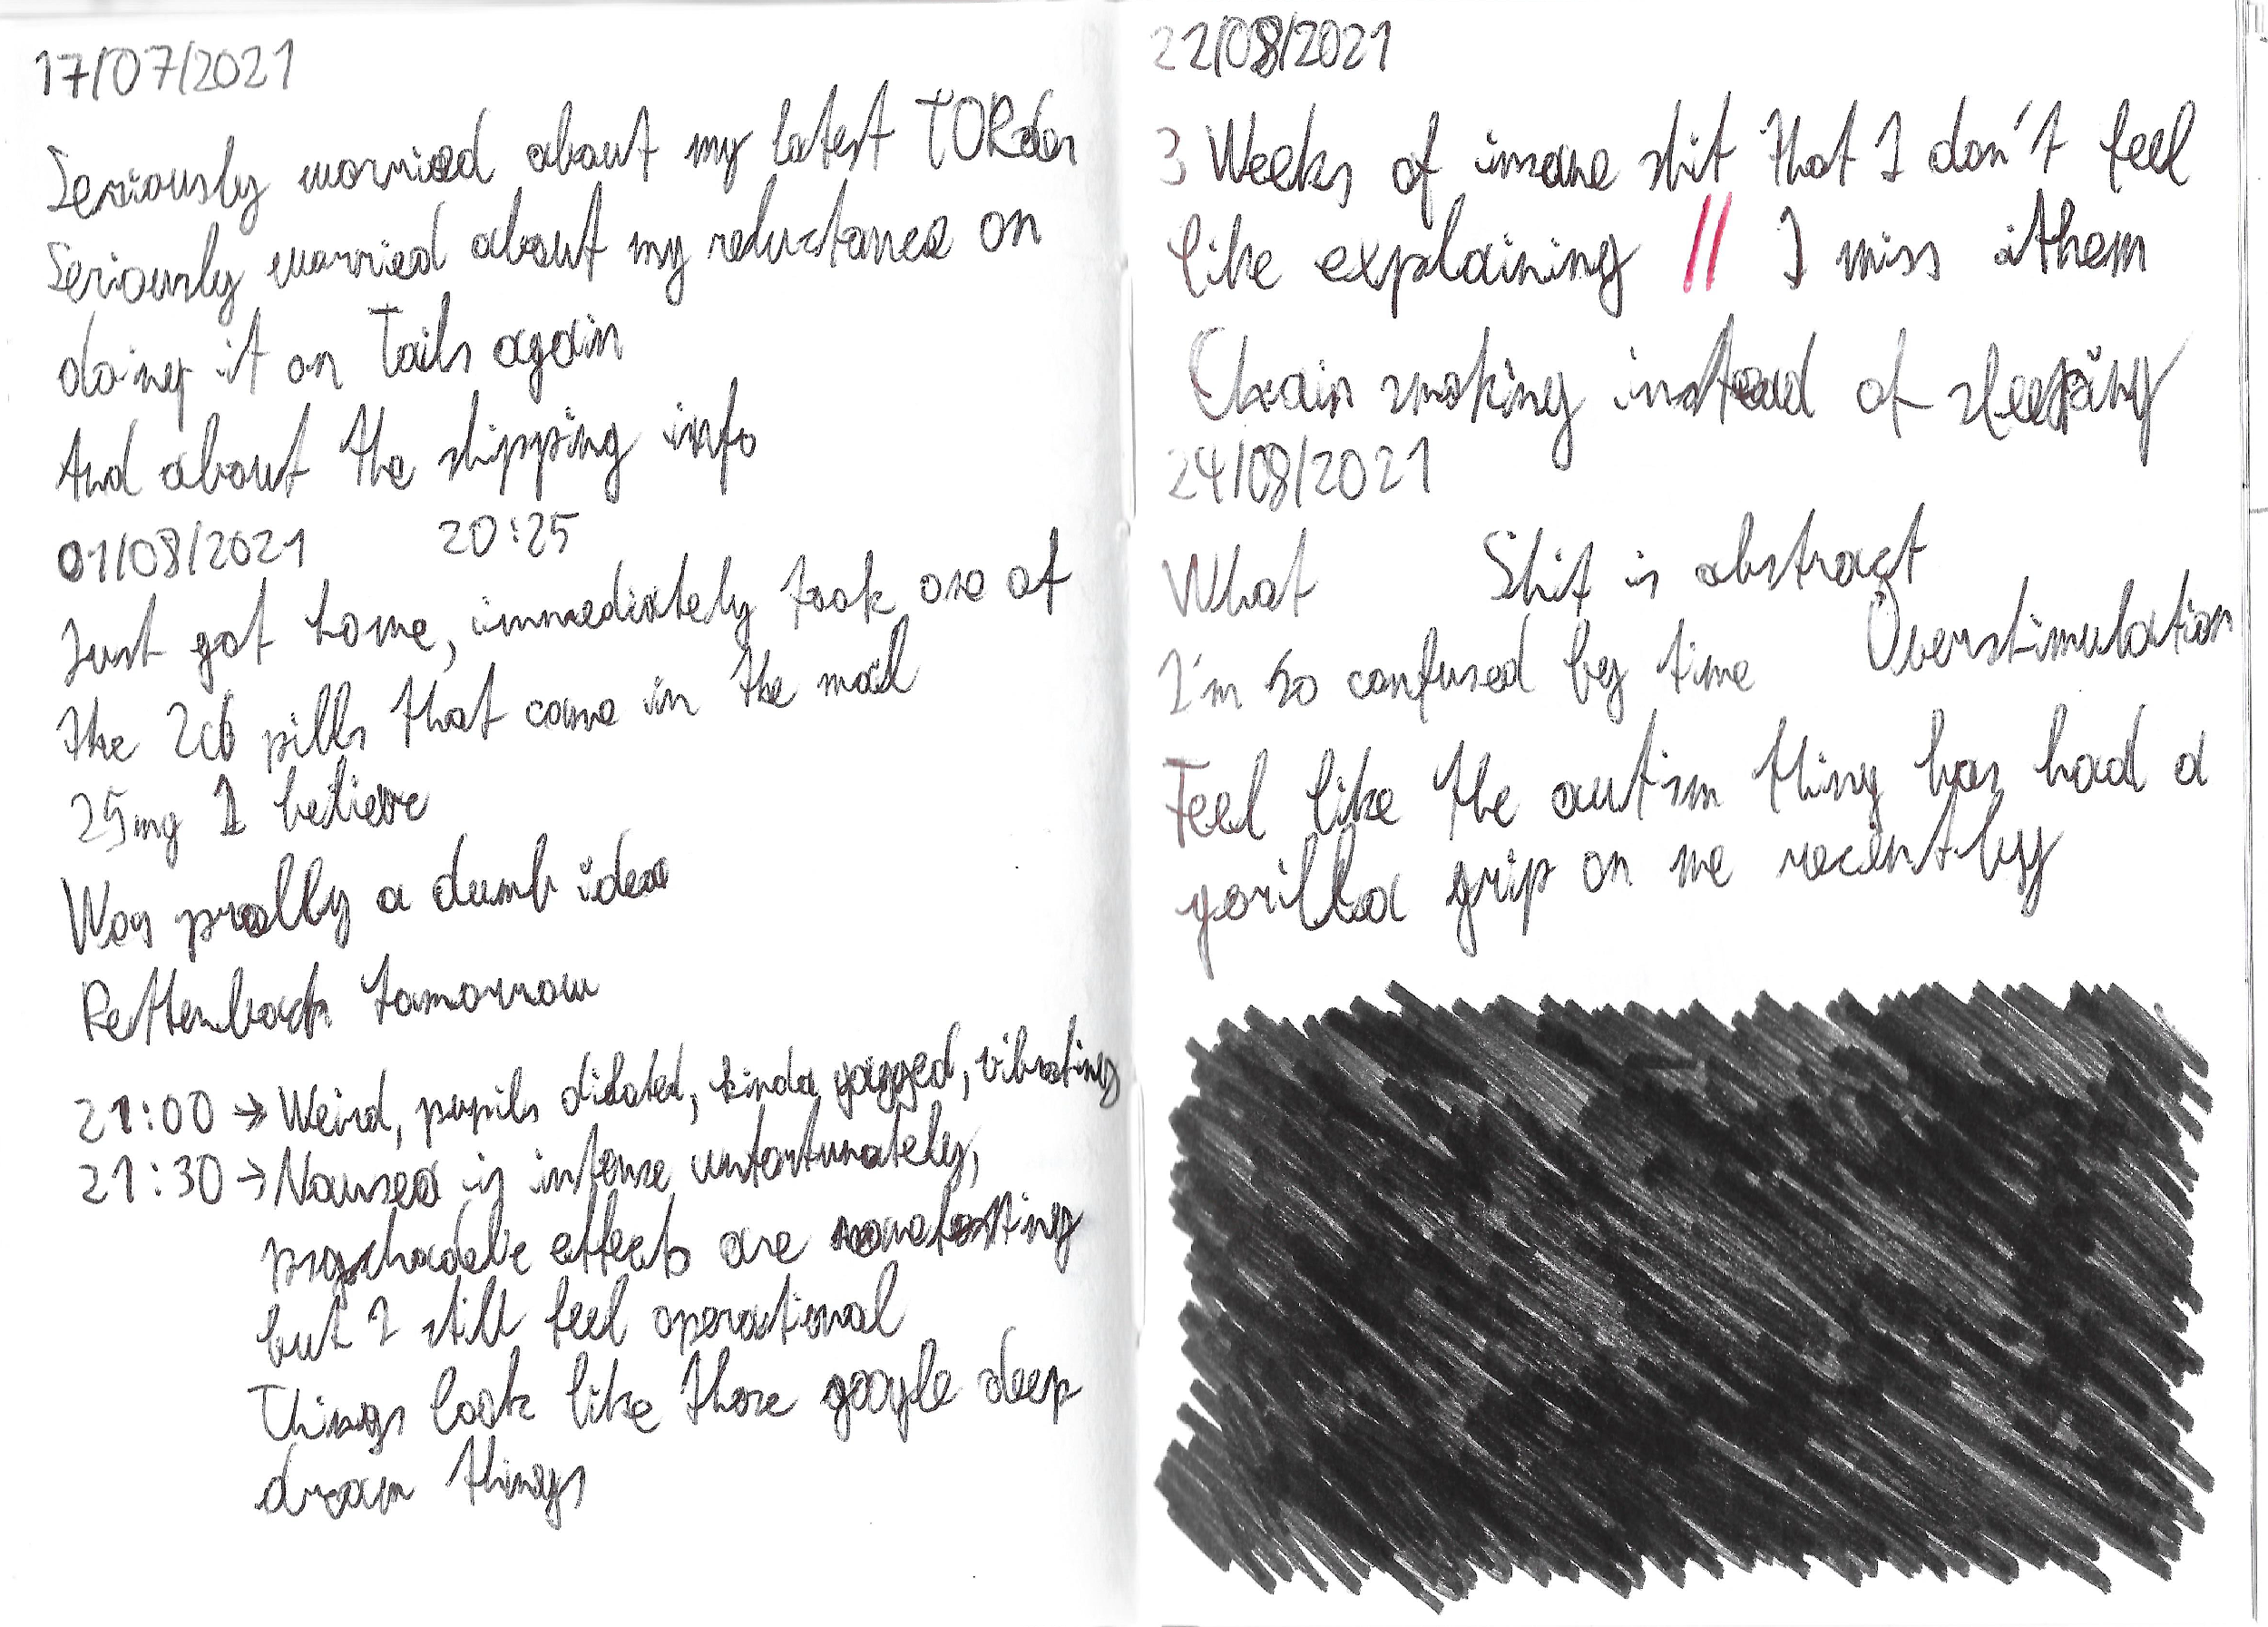 17/07/2021
Seriously worried about my latest TORder
Seriously worried about my reluctance on
doing it on Tails again
And about the shipping info
01/08/2021 20:25
Just got home, immediately took one of
the 2cb pills that came in the mail
25mg I believe
Was prolly a dumb idea
Rettenbach tomorrow
21:00 → Weird, pupils dilated, kinda jagged, vibrating
21:30 → Nausea is intense unfortunately,
psychadelic effects are
but I still feel operational
Things look like those google deep
dream things
22/08/2021
3 Weeks of insane shit that I don't feel
like explaining || I miss them
Chain smoking instead of sleeping
24/08/2021
What Shit is abstract
I'm so confused by time Overstimulation
Feel like the autism thing has had a
gorilla grip on me recently